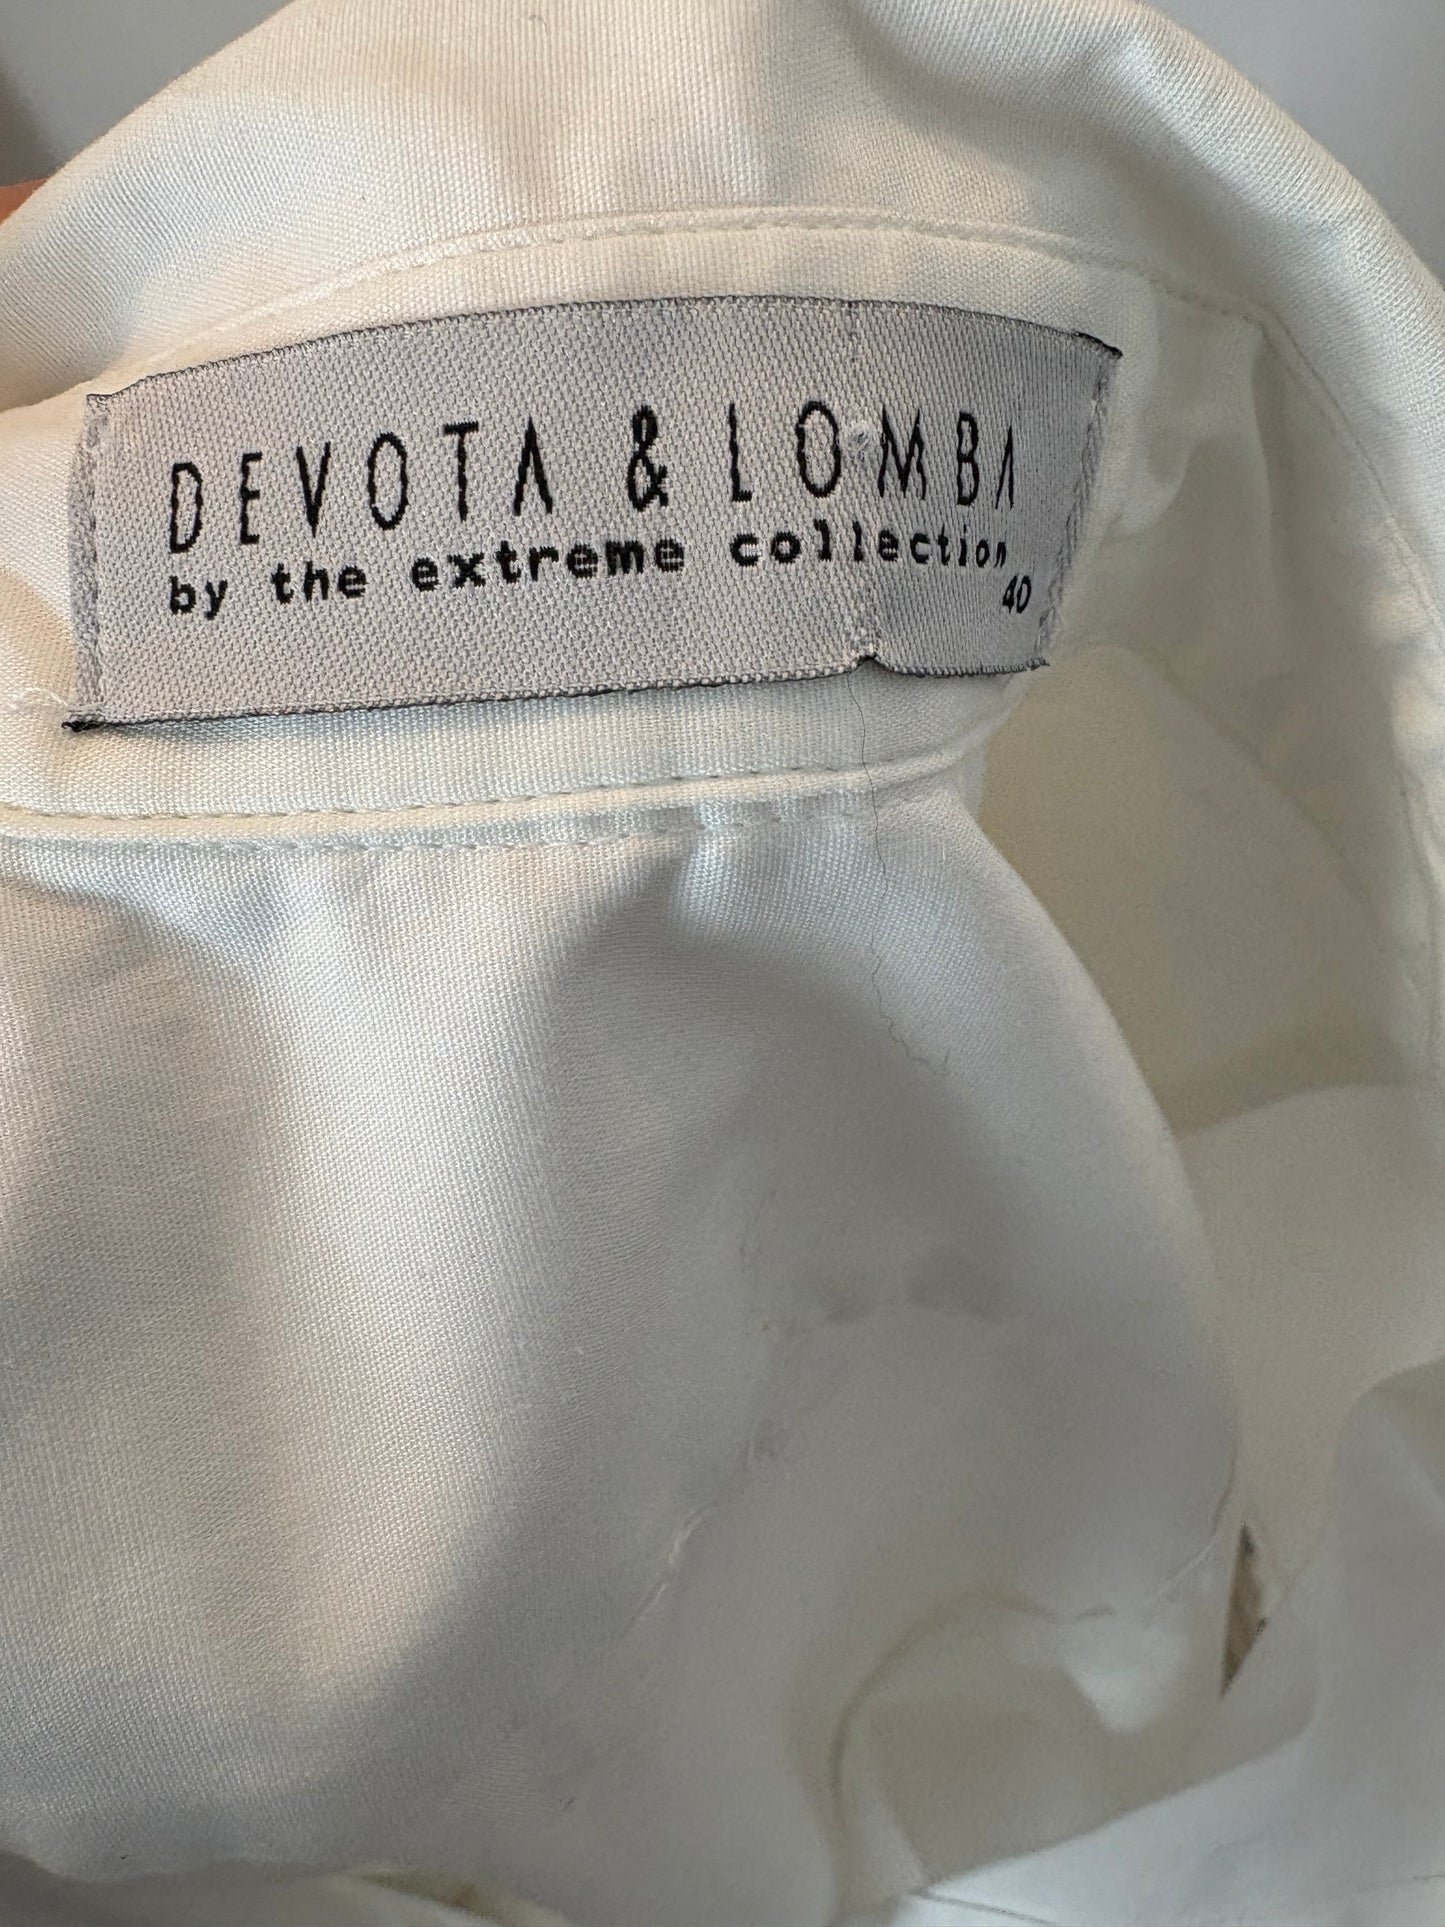 DEVOTA & LOMBA
by the extreme collection
40